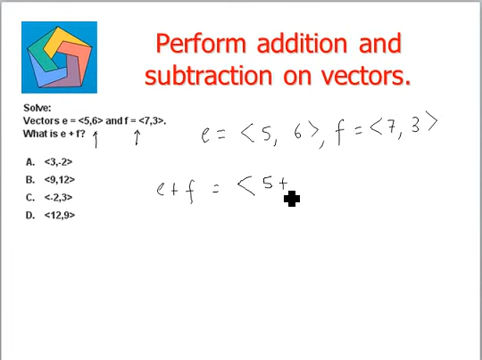 Perform addition and
subtraction on vectors.
Solve:
Vectors e = <5,6> and f = <7,3>.
What is e + f?
e = < 5, 6 > , f = < 7, 3 >
A. <3,-2>
B. <9,12>
C. <-2,3>
D. <12,9>
e + f = < 5 +